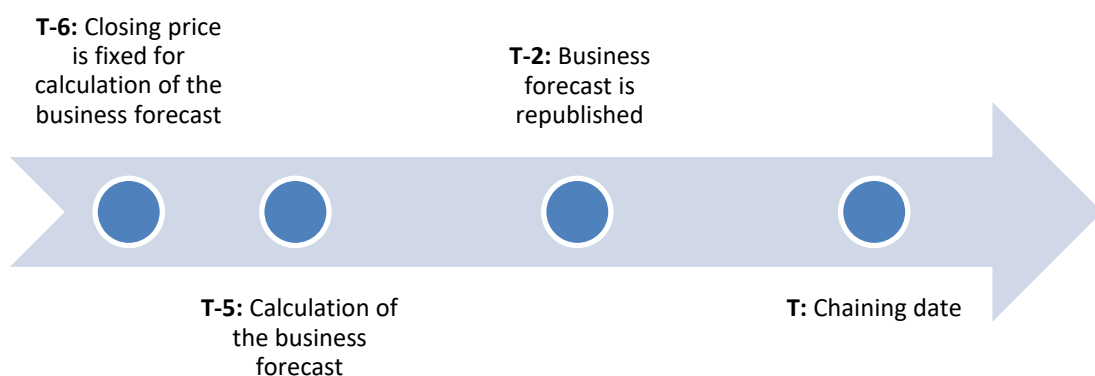 T-6: Closing price
is fixed for
calculation of the
business forecast
T-5: Calculation of
the business
forecast
T-2: Business
forecast is
republished
T: Chaining date